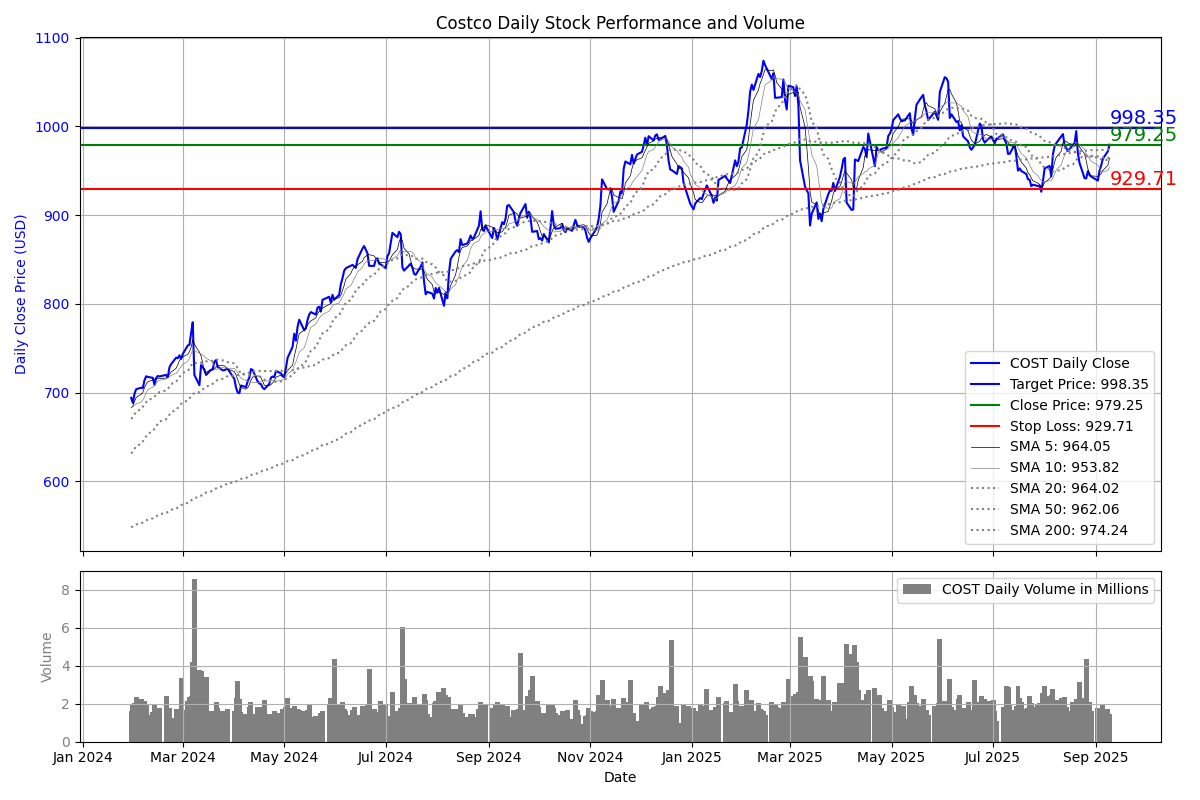 Costco Daily Stock Performance and Volume
1100
1000
900
800
700
600
Daily Close Price (USD)
998.35
979.25
929.71
COST Daily Close
Target Price: 998.35
Close Price: 979.25
Stop Loss: 929.71
SMA 5: 964.05
SMA 10: 953.82
SMA 20: 964.02
SMA 50: 962.06
SMA 200: 974.24
8
6
4
2
0
Volume
COST Daily Volume in Millions
Jan 2024 Mar 2024 May 2024 Jul 2024 Sep 2024 Nov 2024 Jan 2025 Mar 2025 May 2025 Jul 2025 Sep 2025
Date